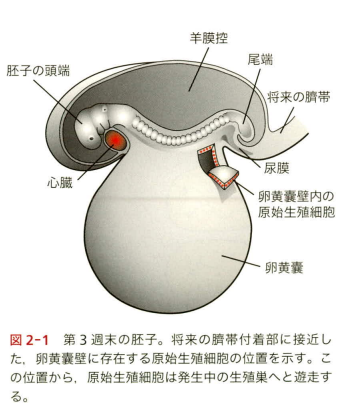 羊膜控
尾端
胚子の頭端
将来の臍帯
尿膜
心臓
卵黄嚢壁内の
原始生殖細胞
卵黄嚢
図 2-1 第 3 週末の胚子。将来の臍帯付着部に接近し
た，卵黄嚢壁に存在する原始生殖細胞の位置を示す。こ
の位置から，原始生殖細胞は発生中の生殖巣へと遊走す
る。